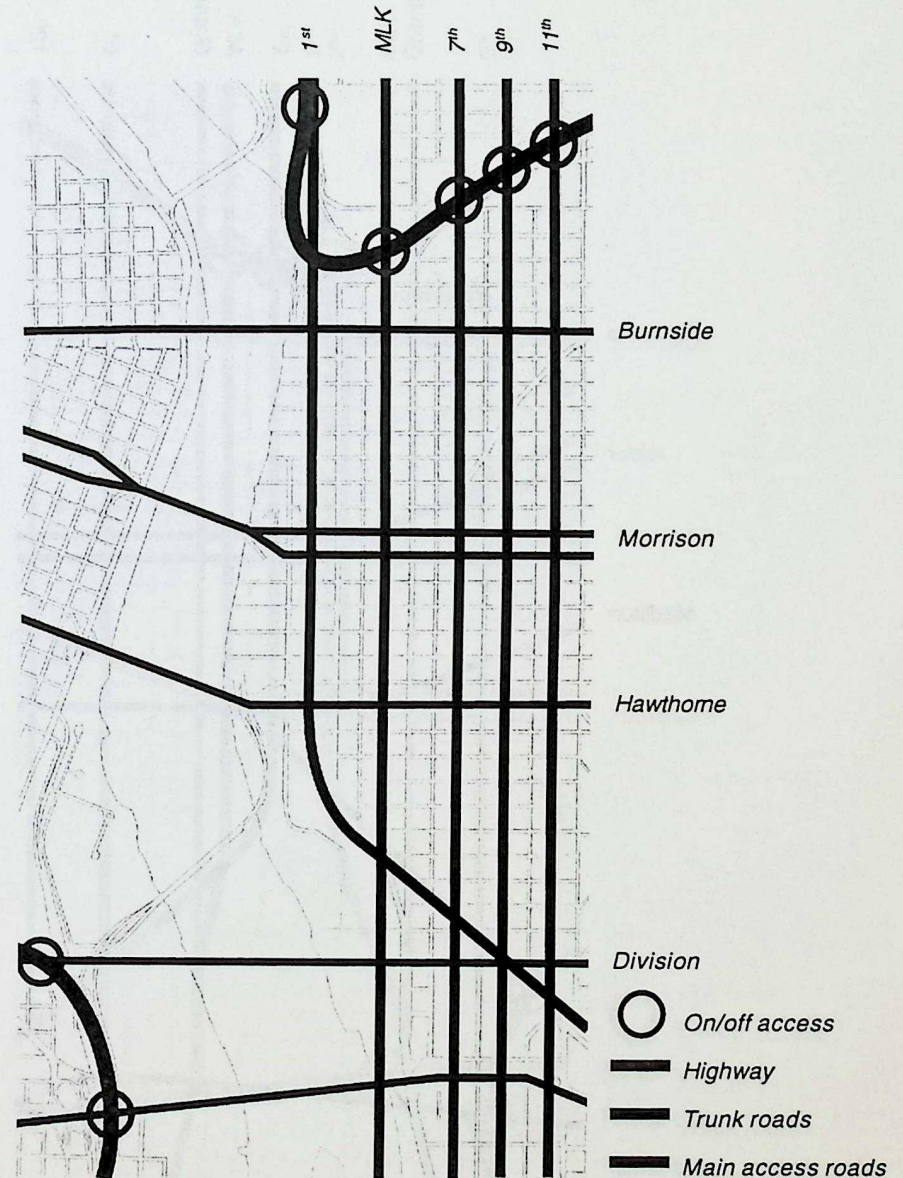 1st
MLK
7th
9th
11th
Burnside
Morrison
Hawthorne
Division
On/off access
Highway
Trunk roads
Main access roads